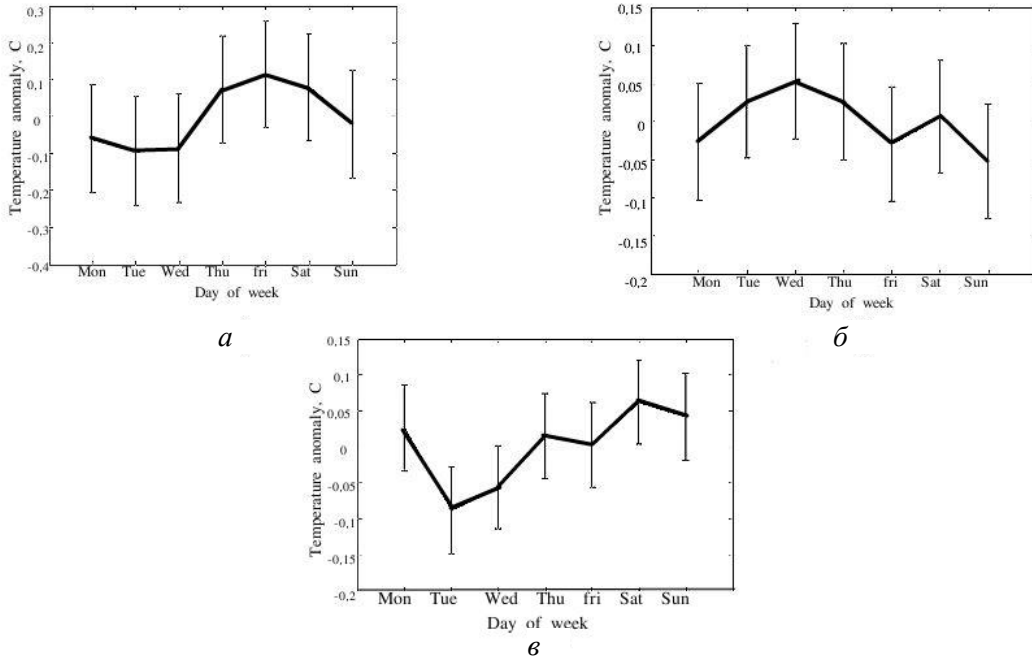 0,3
0,2
0,1
0
-0,1
-0,2
-0,3
-0,4
Temperature anomaly, C
Mon Tue Wed Thu fri Sat Sun
Day of week
а
0,15
0,1
0,05
0
-0,05
-0,1
-0,15
-0,2
Temperature anomaly, C
Mon Tue Wed Thu fri Sat Sun
Day of week
б
0,15
0,1
0,05
0
-0,05
-0,1
-0,15
-0,2
Temperature anomaly, C
Mon Tue Wed Thu fri Sat Sun
Day of week
в